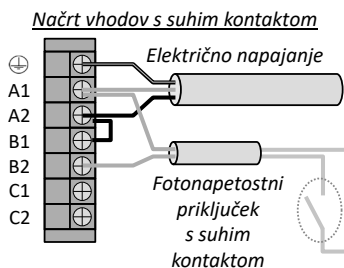 Načrt vhodov s suhim kontaktom
Električno napajanje
A1
A2
B1
B2
C1
C2
Fotonapetostni
priključek
s suhim
kontaktom